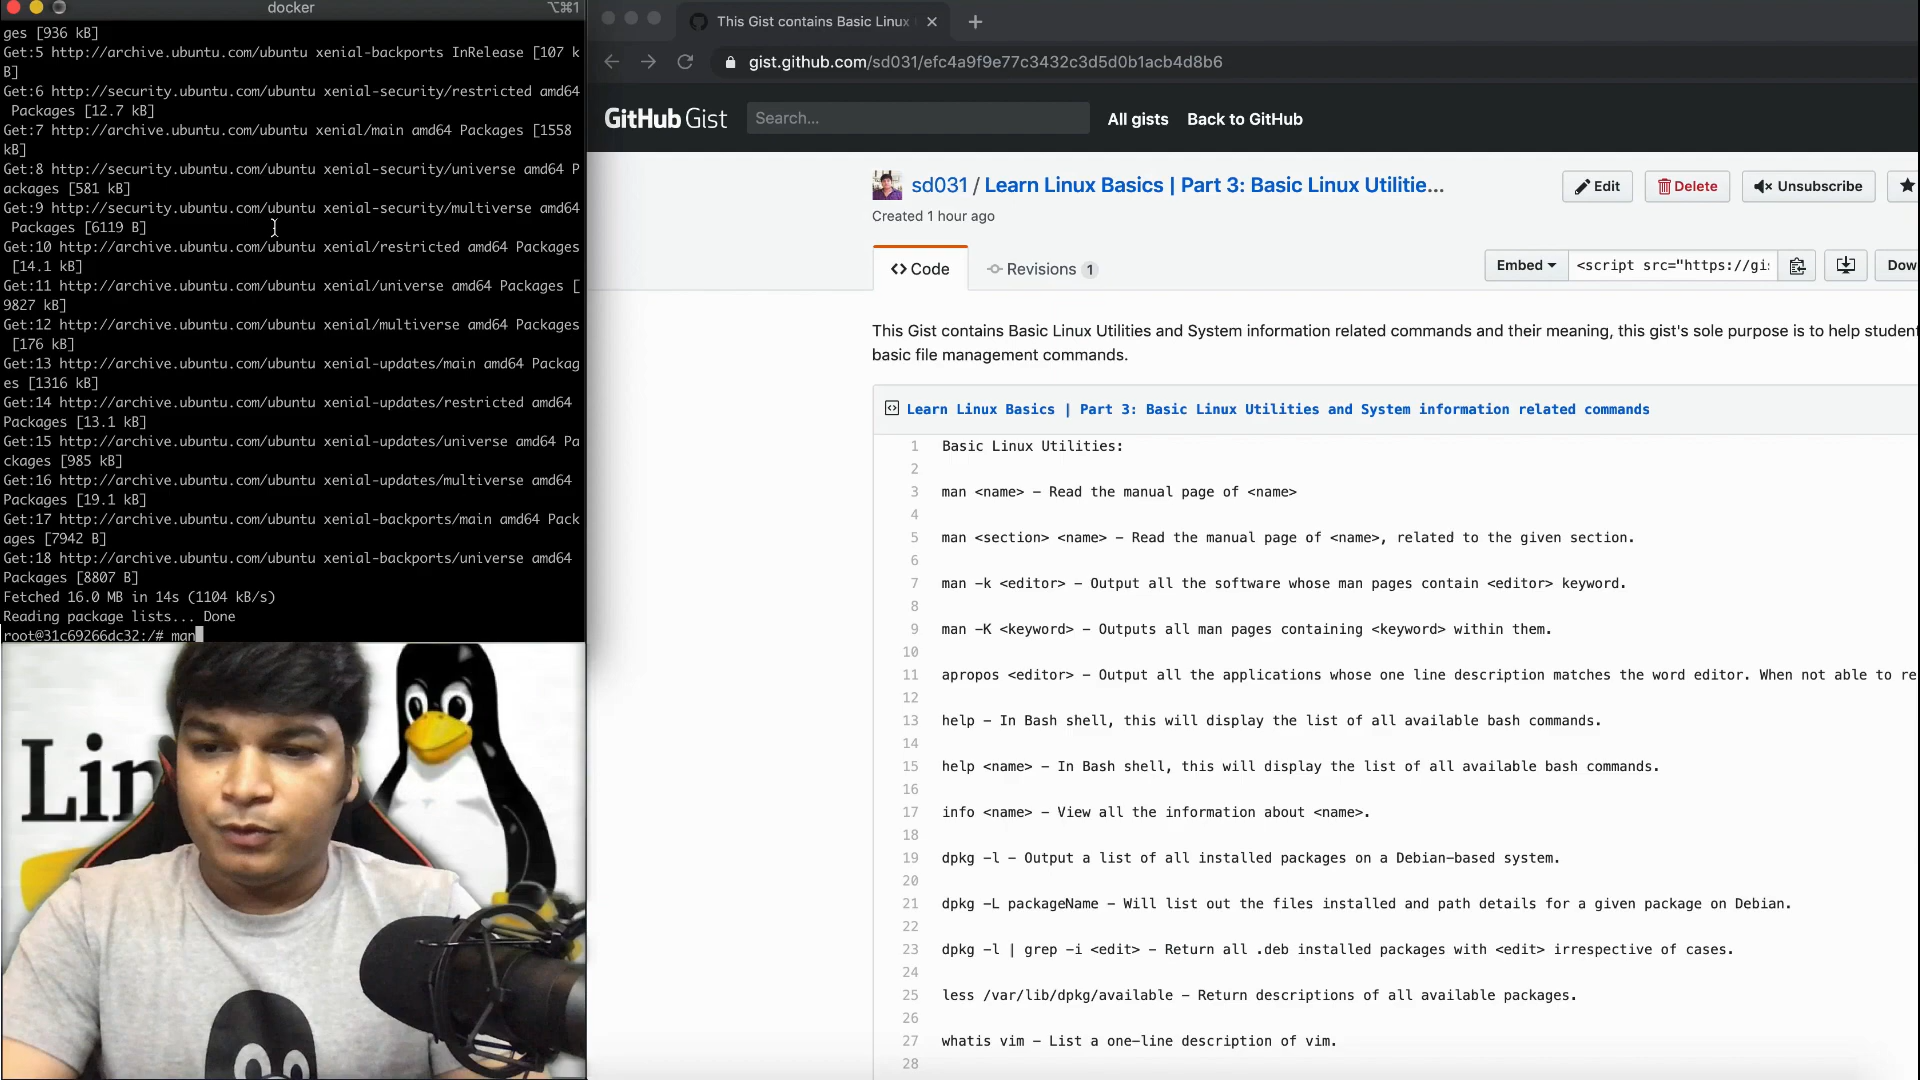 docker
⌥⌘1
ges [936 kB]
Get:5 http://archive.ubuntu.com/ubuntu xenial-backports InRelease [107 k
B]
Get:6 http://security.ubuntu.com/ubuntu xenial-security/restricted amd64
Packages [12.7 kB]
Get:7 http://archive.ubuntu.com/ubuntu xenial/main amd64 Packages [1558
kB]
Get:8 http://security.ubuntu.com/ubuntu xenial-security/universe amd64 P
ackages [581 kB]
Get:9 http://security.ubuntu.com/ubuntu xenial-security/multiverse amd64
Packages [6119 B]
Get:10 http://archive.ubuntu.com/ubuntu xenial/restricted amd64 Packages
[14.1 kB]
Get:11 http://archive.ubuntu.com/ubuntu xenial/universe amd64 Packages [
9827 kB]
Get:12 http://archive.ubuntu.com/ubuntu xenial/multiverse amd64 Packages
[176 kB]
Get:13 http://archive.ubuntu.com/ubuntu xenial-updates/main amd64 Packag
es [1316 kB]
Get:14 http://archive.ubuntu.com/ubuntu xenial-updates/restricted amd64
Packages [13.1 kB]
Get:15 http://archive.ubuntu.com/ubuntu xenial-updates/universe amd64 Pa
ckages [985 kB]
Get:16 http://archive.ubuntu.com/ubuntu xenial-updates/multiverse amd64
Packages [19.1 kB]
Get:17 http://archive.ubuntu.com/ubuntu xenial-backports/main amd64 Pack
ages [7942 B]
Get:18 http://archive.ubuntu.com/ubuntu xenial-backports/universe amd64
Packages [8807 B]
Fetched 16.0 MB in 14s (1104 kB/s)
Reading package lists... Done
root@31c69266dc32:/# man
Lin
This Gist contains Basic Linux
gist.github.com/sd031/efc4a9f9e77c3432c3d5d0b1acb4d8b6
GitHub Gist
Search...
All gists
Back to GitHub
sd031 / Learn Linux Basics | Part 3: Basic Linux Utilitie...
Created 1 hour ago
Edit
Delete
Unsubscribe
Code
Revisions 1
Embed
<script src="https://gi
Dow
This Gist contains Basic Linux Utilities and System information related commands and their meaning, this gist's sole purpose is to help student
basic file management commands.
Learn Linux Basics | Part 3: Basic Linux Utilities and System information related commands
1 Basic Linux Utilities:
2
3 man <name> – Read the manual page of <name>
4
5 man <section> <name> – Read the manual page of <name>, related to the given section.
6
7 man -k <editor> – Output all the software whose man pages contain <editor> keyword.
8
9 man -K <keyword> – Outputs all man pages containing <keyword> within them.
10
11 apropos <editor> – Output all the applications whose one line description matches the word editor. When not able to re
12
13 help – In Bash shell, this will display the list of all available bash commands.
14
15 help <name> – In Bash shell, this will display the list of all available bash commands.
16
17 info <name> – View all the information about <name>.
18
19 dpkg -l – Output a list of all installed packages on a Debian-based system.
20
21 dpkg -L packageName – Will list out the files installed and path details for a given package on Debian.
22
23 dpkg -l | grep -i <edit> – Return all .deb installed packages with <edit> irrespective of cases.
24
25 less /var/lib/dpkg/available – Return descriptions of all available packages.
26
27 whatis vim – List a one-line description of vim.
28